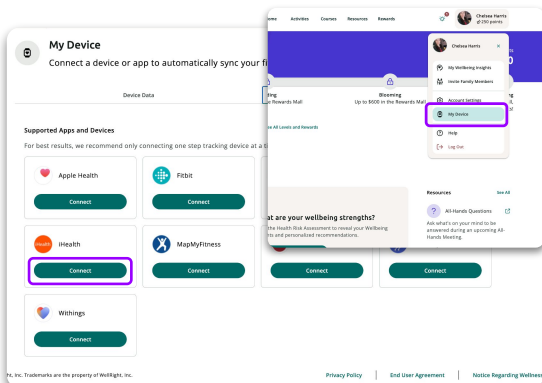 My Device
Connect a device or app to automatically sync your fi
Device Data
Supported Apps and Devices
For best results, we recommend only connecting one step tracking device at a ti
Apple Health
Connect
Fitbit
Connect
iHealth
iHealth
Connect
MapMyFitness
Connect
Connect
Connect
Withings
Connect
ht, Inc. Trademarks are the property of WellRight, Inc.
Privacy Policy
End User Agreement
Notice Regarding Wellness
ome
Activities
Courses
Resources
Rewards
Chelsea Harris
250 points
Chelsea Harris
×
My Wellbeing Insights
Invite Family Members
Account Settings
My Device
Help
Log Out
ting
e Rewards Mall
Blooming
Up to $600 in the Rewards Mall
ee All Levels and Rewards
at are your wellbeing strengths?
the Health Risk Assessment to reveal your Wellbeing
hts and personalized recommendations.
Resources
See All
All-Hands Questions
Ask what's on your mind to be
answered during an upcoming All-
Hands Meeting.